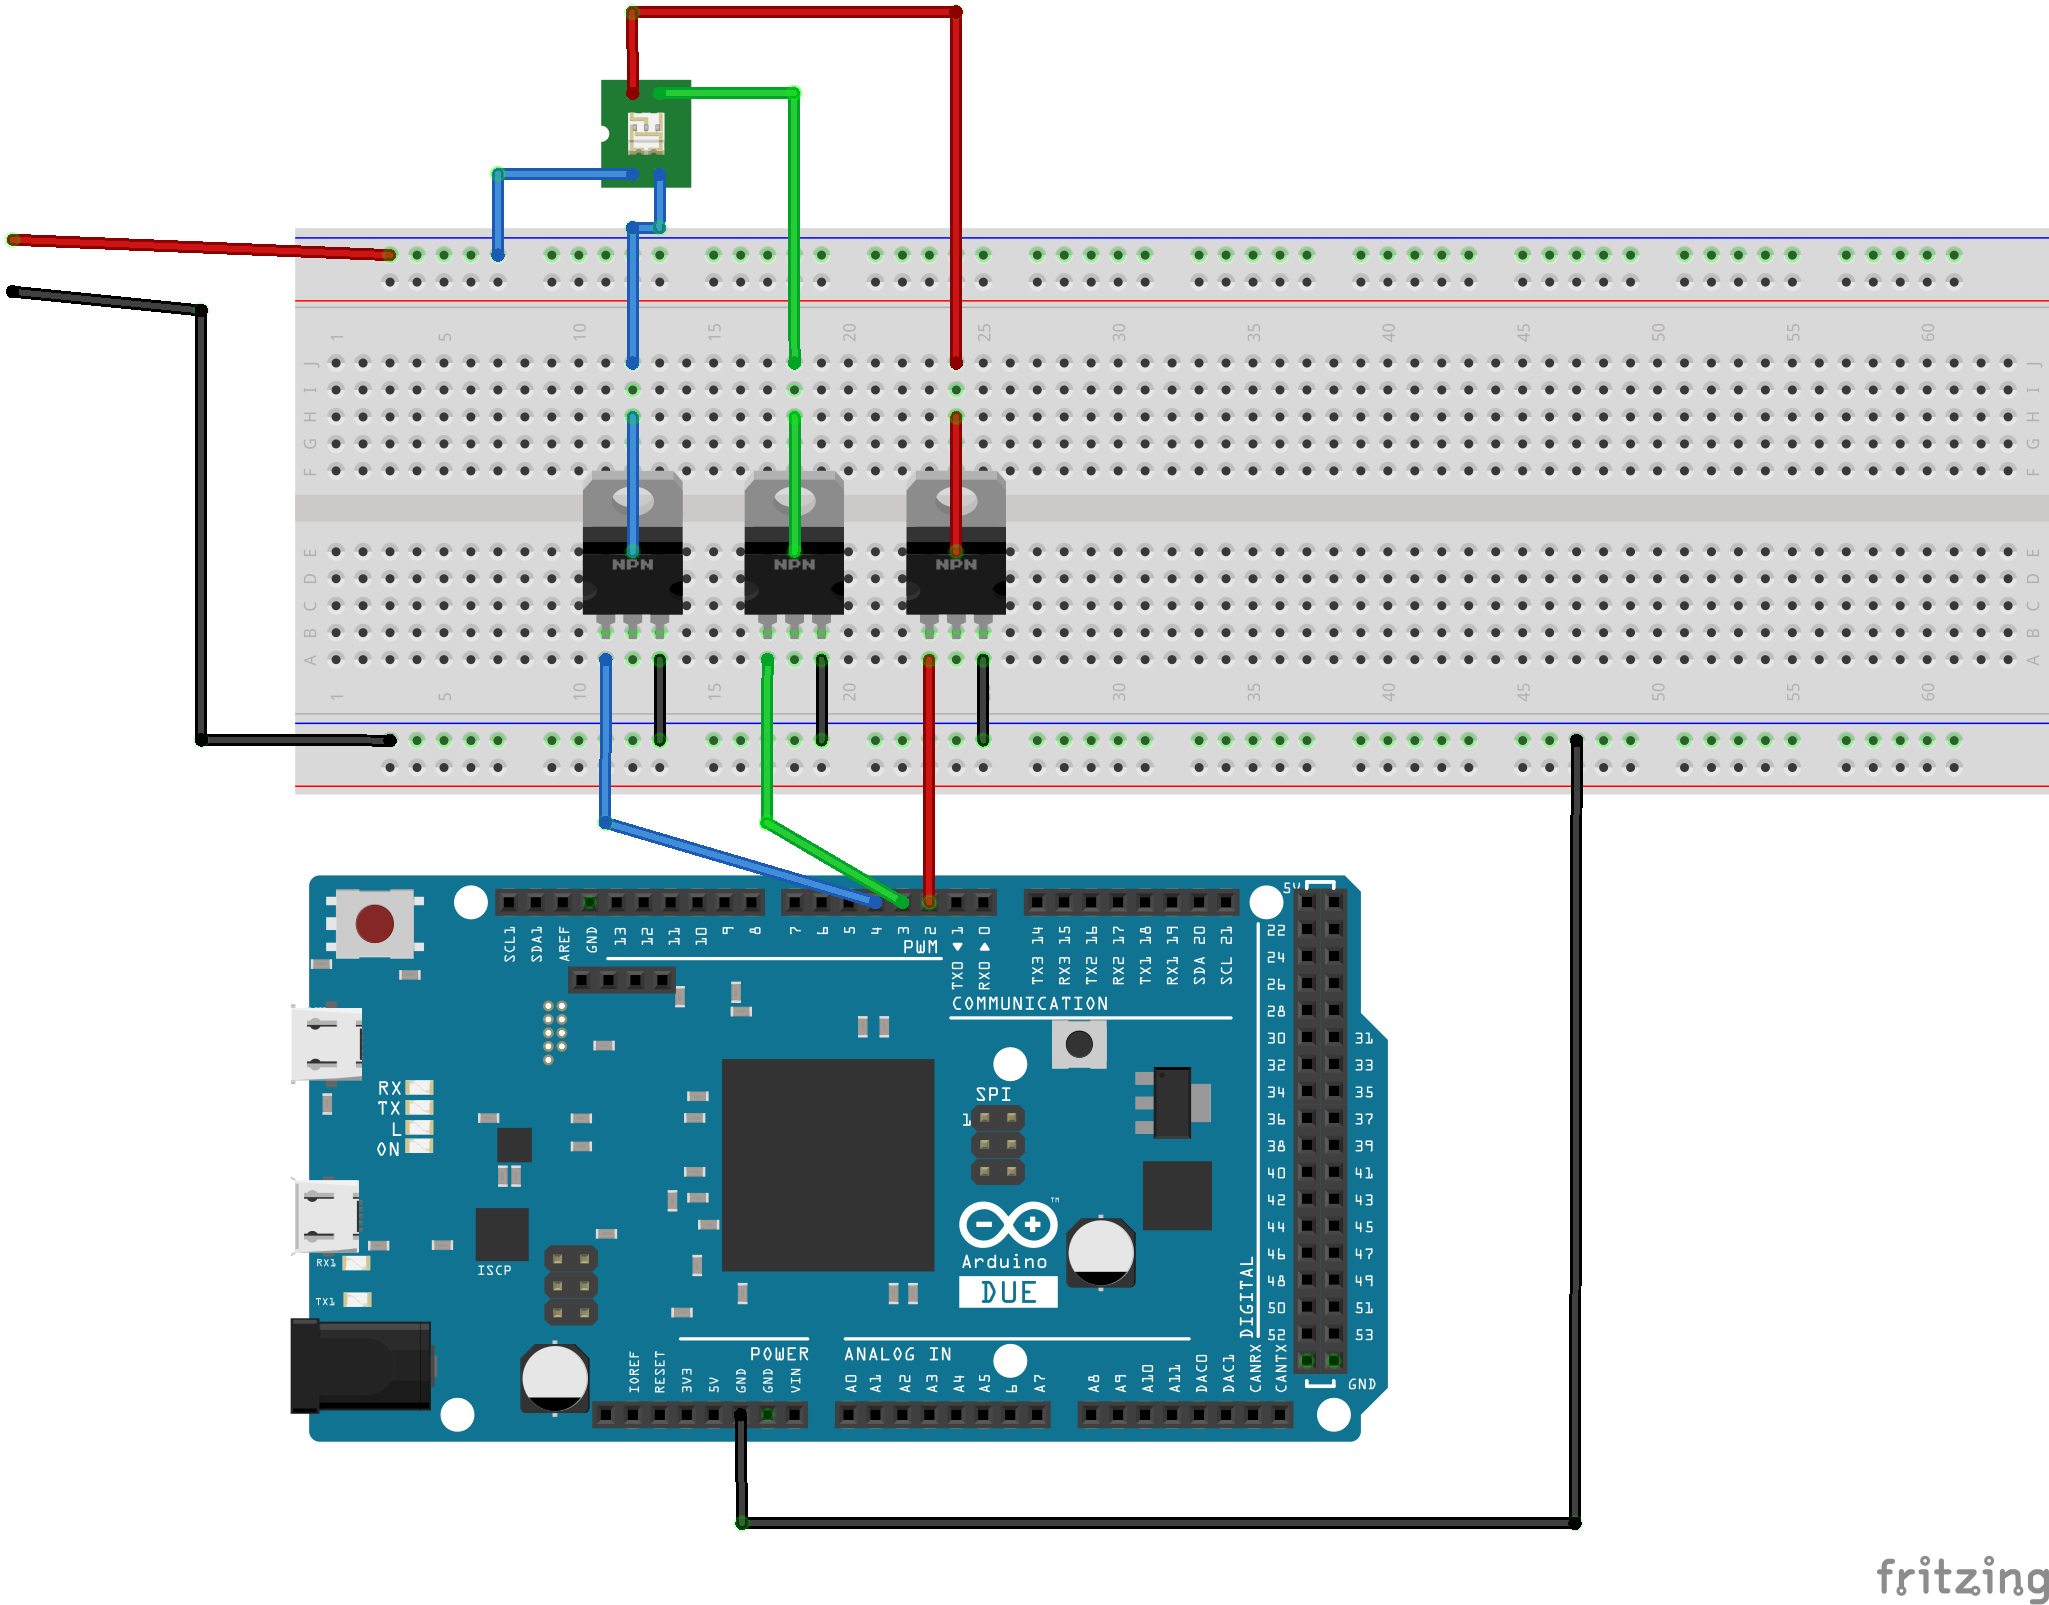 1 5 10 15 20 25 30 35 40 45 50 55 60
J J
I I
H H
G G
F F
NPN NPN NPN
E E
D D
C C
B B
A A
1 5 10 15 20 30 35 40 45 50 55 60
5V
SCL1 SDA1 AREF GND 13 12 11 10 9 8 7 6 5 4 3 2 TX0 1 RX0 0 TX3 14 RX3 15 TX2 16 RX2 17 TX1 18 RX1 19 SDA 20 SCL 21
PWM
COMMUNICATION
22
24
26
28
30 31
32 33
34 35
36 37
38 39
40 41
42 43
44 45
46 47
48 49
50 51
52 53
GND
DIGITAL
RX
TX
L
ON
SPI
1
TM
Arduino
DUE
ISCP
RX1
TX1
POWER ANALOG IN
IOREF RESET 3V3 5V GND GND VIN A0 A1 A2 A3 A4 A5 6 A7 A8 A9 A10 A11 DAC0 DAC1 CANRX CANTX
fritzing